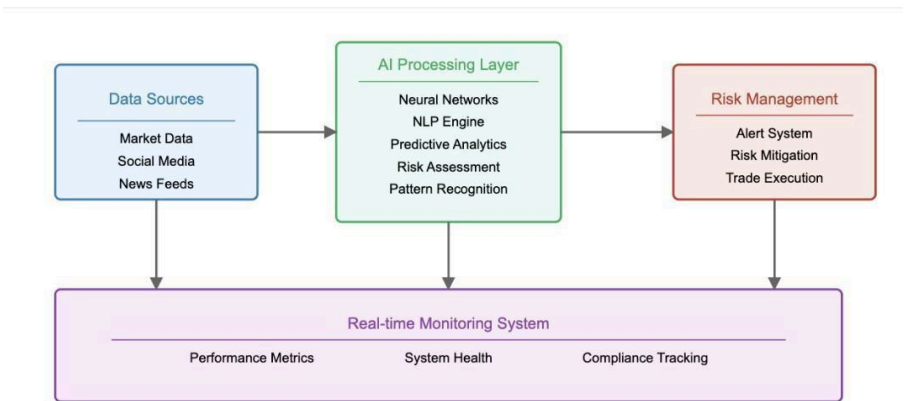 Data Sources
Market Data
Social Media
News Feeds
AI Processing Layer
Neural Networks
NLP Engine
Predictive Analytics
Risk Assessment
Pattern Recognition
Risk Management
Alert System
Risk Mitigation
Trade Execution
Real-time Monitoring System
Performance Metrics System Health Compliance Tracking